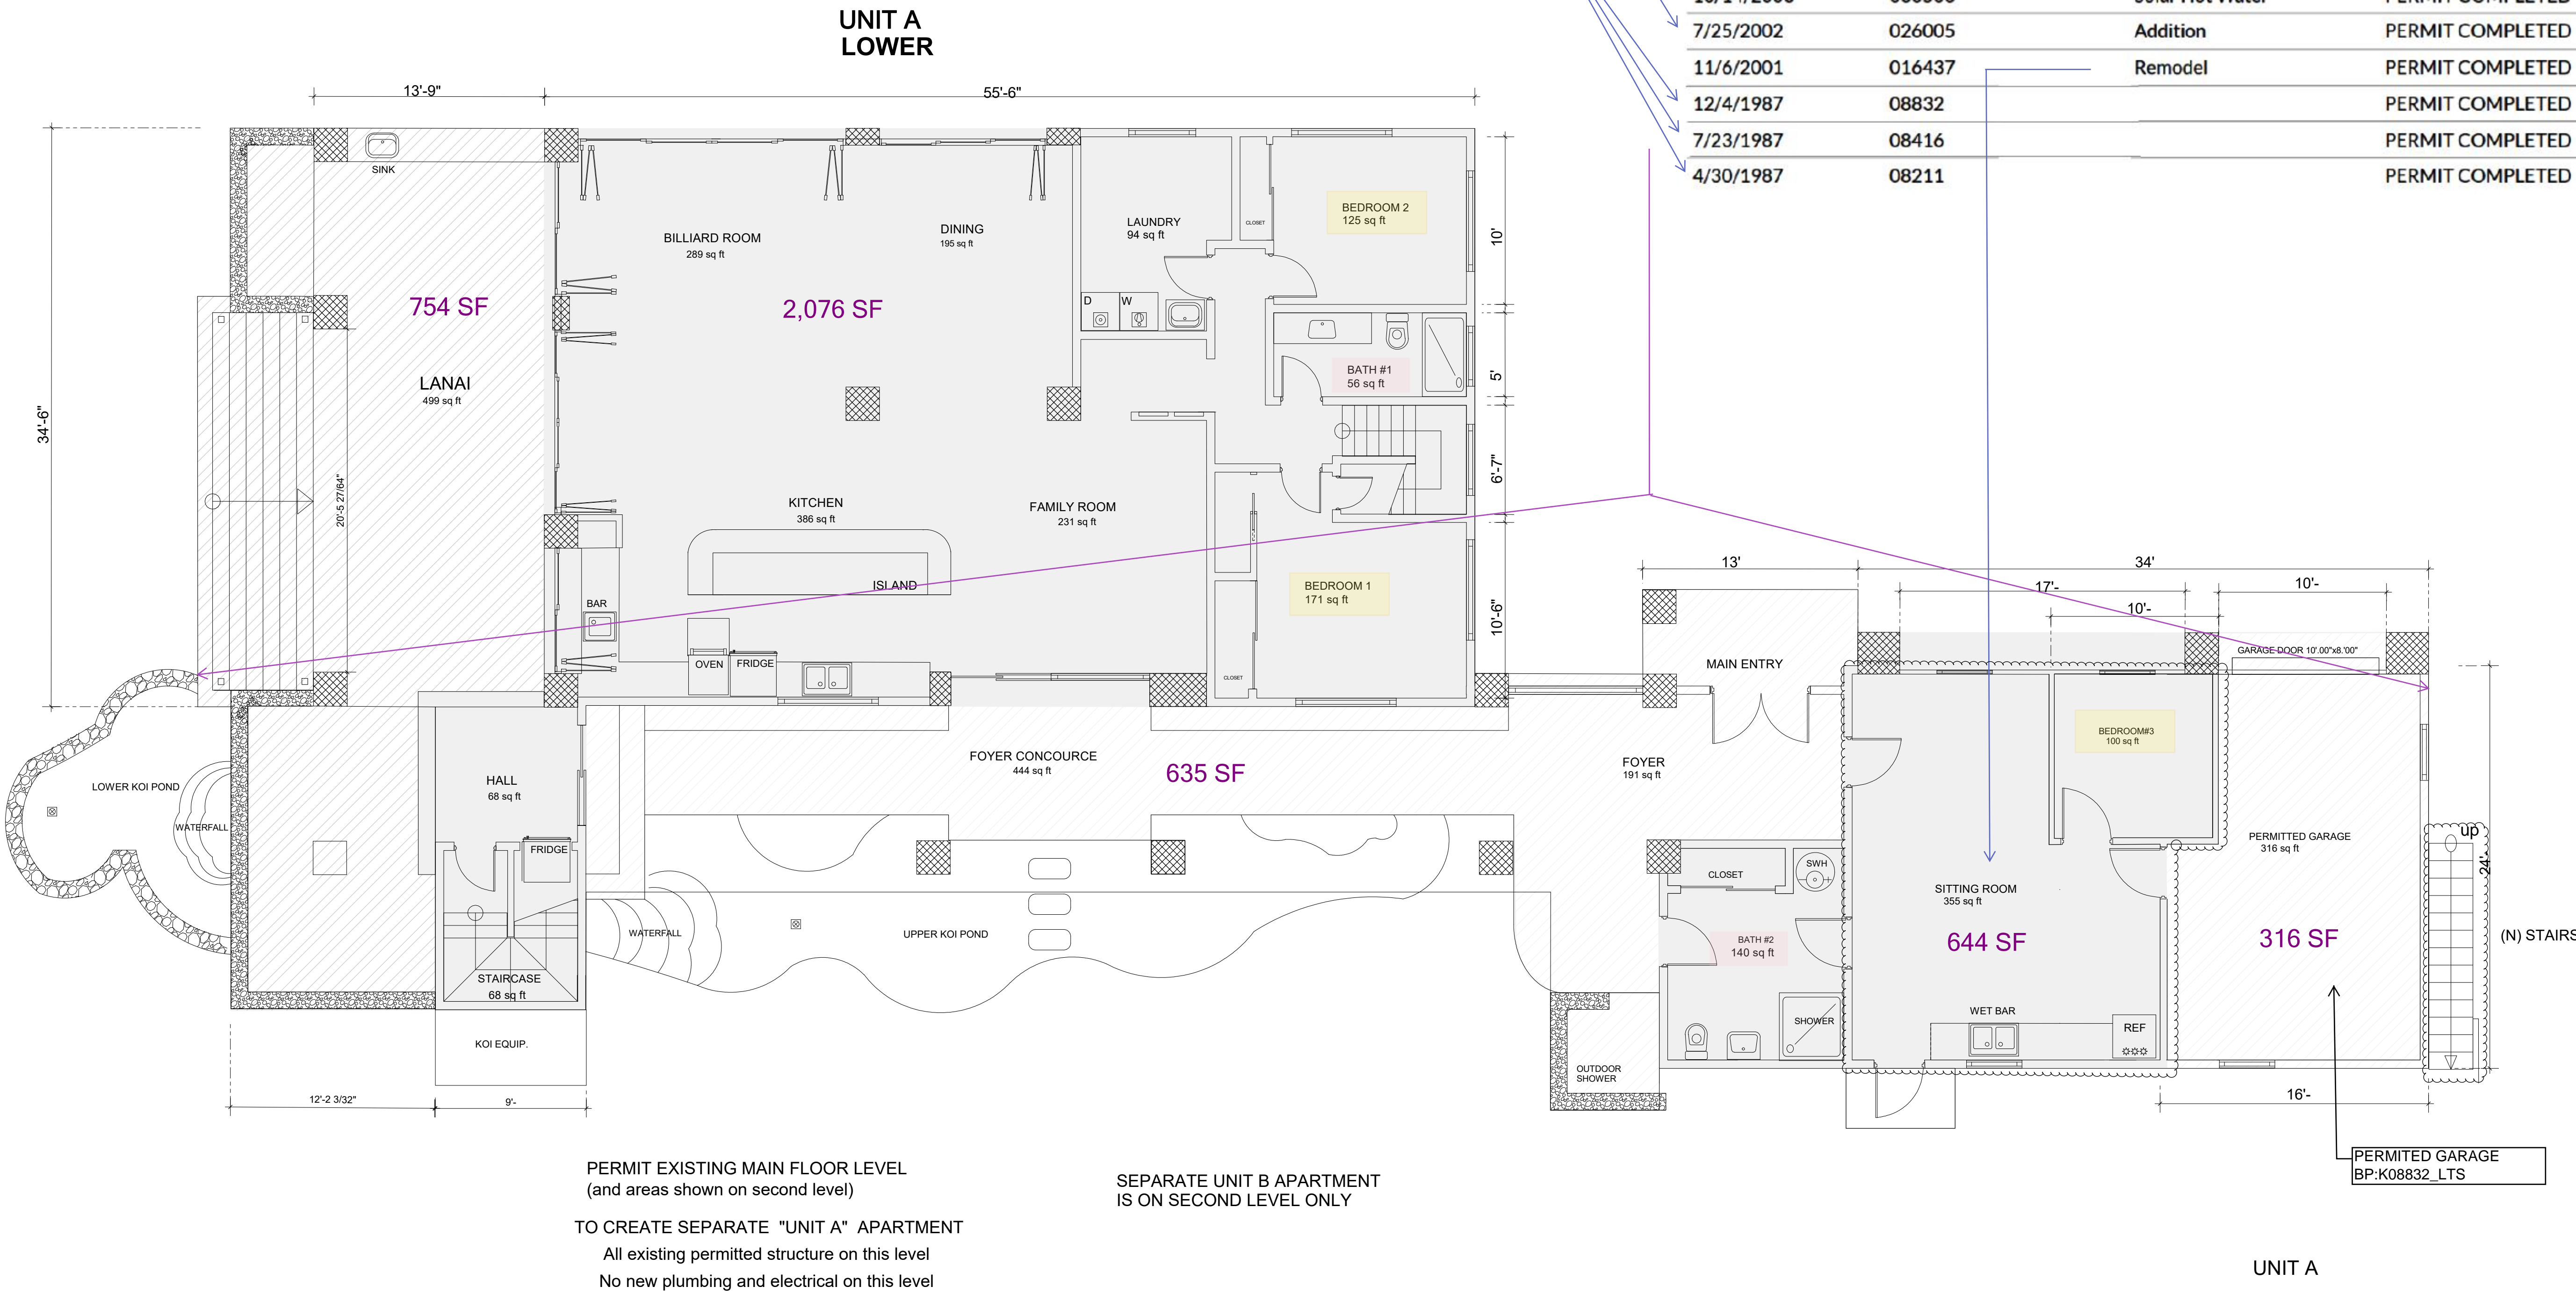 UNIT A
LOWER
7/25/2002 026005 Addition PERMIT COMPLETED
11/6/2001 016437 Remodel PERMIT COMPLETED
12/4/1987 08832 PERMIT COMPLETED
7/23/1987 08416 PERMIT COMPLETED
4/30/1987 08211 PERMIT COMPLETED
13'-9"
55'-6"
34'-6"
SINK
BILLIARD ROOM
289 sq ft
DINING
195 sq ft
LAUNDRY
94 sq ft
CLOSET
BEDROOM 2
125 sq ft
10'
754 SF
2,076 SF
D W
LANAI
499 sq ft
BATH #1
56 sq ft
5'
20'-5 27/64"
6'-7"
KITCHEN
386 sq ft
FAMILY ROOM
231 sq ft
ISLAND
BAR
OVEN
FRIDGE
BEDROOM 1
171 sq ft
CLOSET
10'-6"
13'
34'
17'-
10'-
10'-
GARAGE DOOR 10'.00"x8.'00"
MAIN ENTRY
LOWER KOI POND
WATERFALL
HALL
68 sq ft
FRIDGE
FOYER CONCOURCE
444 sq ft
635 SF
FOYER
191 sq ft
BEDROOM#3
100 sq ft
PERMITTED GARAGE
316 sq ft
up
24'-
CLOSET
SWH
SITTING ROOM
355 sq ft
644 SF
316 SF
(N) STAIRS
WATERFALL
UPPER KOI POND
BATH #2
140 sq ft
STAIRCASE
68 sq ft
WET BAR
REF
SHOWER
KOI EQUIP.
OUTDOOR
SHOWER
12'-2 3/32"
9'-
16'-
PERMITED GARAGE
BP:K08832_LTS
PERMIT EXISTING MAIN FLOOR LEVEL
(and areas shown on second level)
SEPARATE UNIT B APARTMENT
IS ON SECOND LEVEL ONLY
TO CREATE SEPARATE "UNIT A" APARTMENT
All existing permitted structure on this level
No new plumbing and electrical on this level
UNIT A